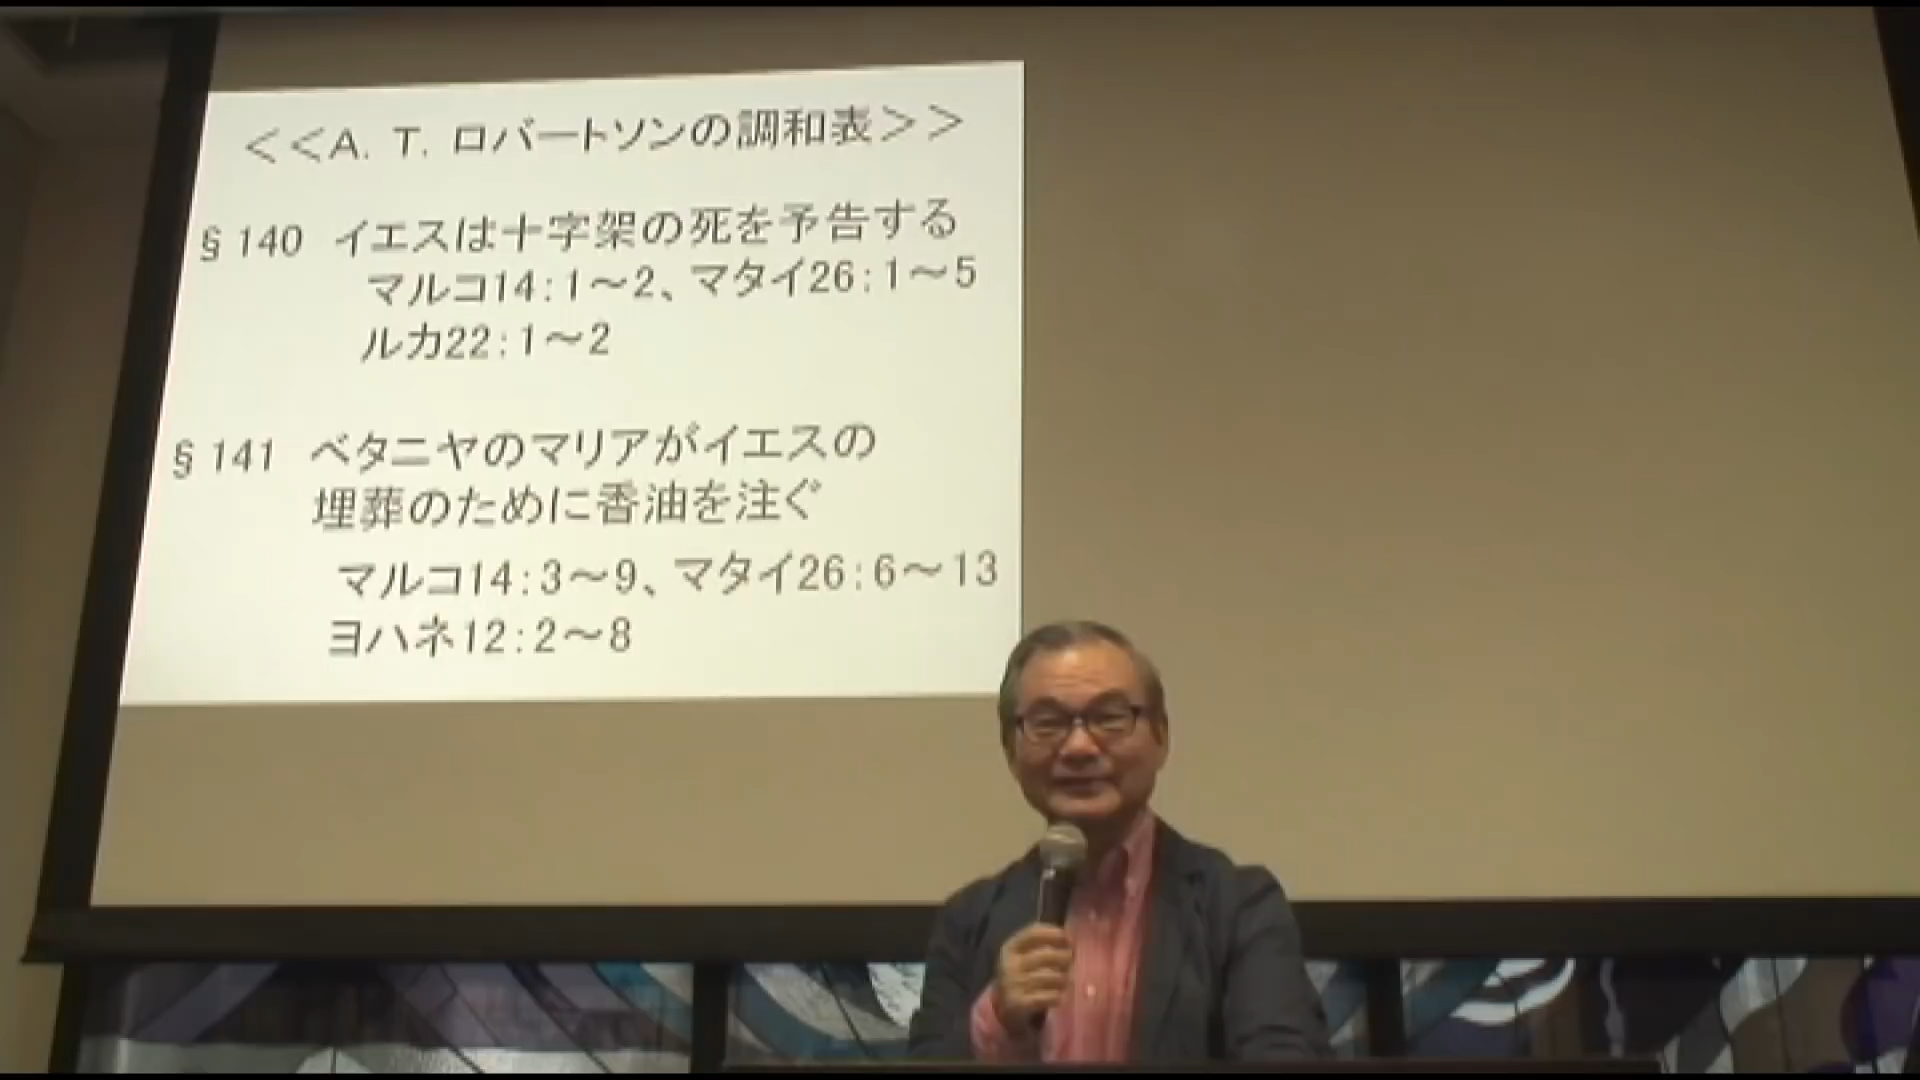 ＜＜A. T. ロバートソンの調和表＞＞
§140 イエスは十字架の死を予告する
マルコ14：1～2、マタイ26：1～5
ルカ22：1～2
§141 ベタニヤのマリアがイエスの
埋葬のために香油を注ぐ
マルコ14：3～9、マタイ26：6～13
ヨハネ12：2～8